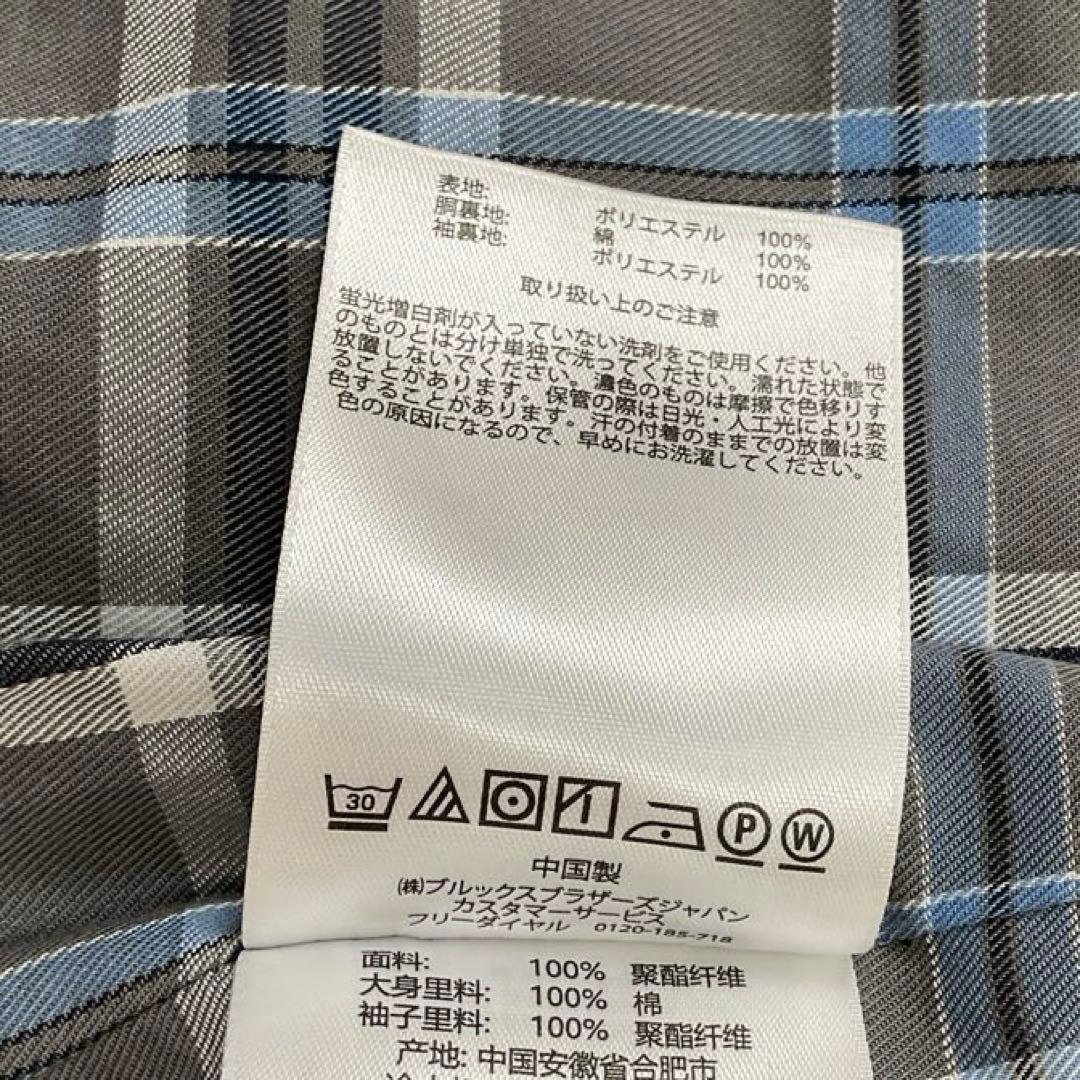 表地: ポリエステル 100%
胴裏地: 綿 100%
袖裏地: ポリエステル 100%
取り扱い上のご注意
蛍光増白剤が入っていない洗剤をご使用ください。他
のものとは分け単独で洗ってください。濡れた状態で
放置しないでください。濃色のものは摩擦で色移りす
ることがあります。保管の際は日光・人工光により変
色することがあります。汗の付着のままでの放置は変
色の原因になるので、早めにお洗濯してください。
30 P W
中国製
㈱ブルックスブラザーズジャパン
カスタマーサービス
フリーダイヤル 0120-185-718
面料: 100% 聚酯纤维
大身里料: 100% 棉
袖子里料: 100% 聚酯纤维
产地: 中国安徽省合肥市